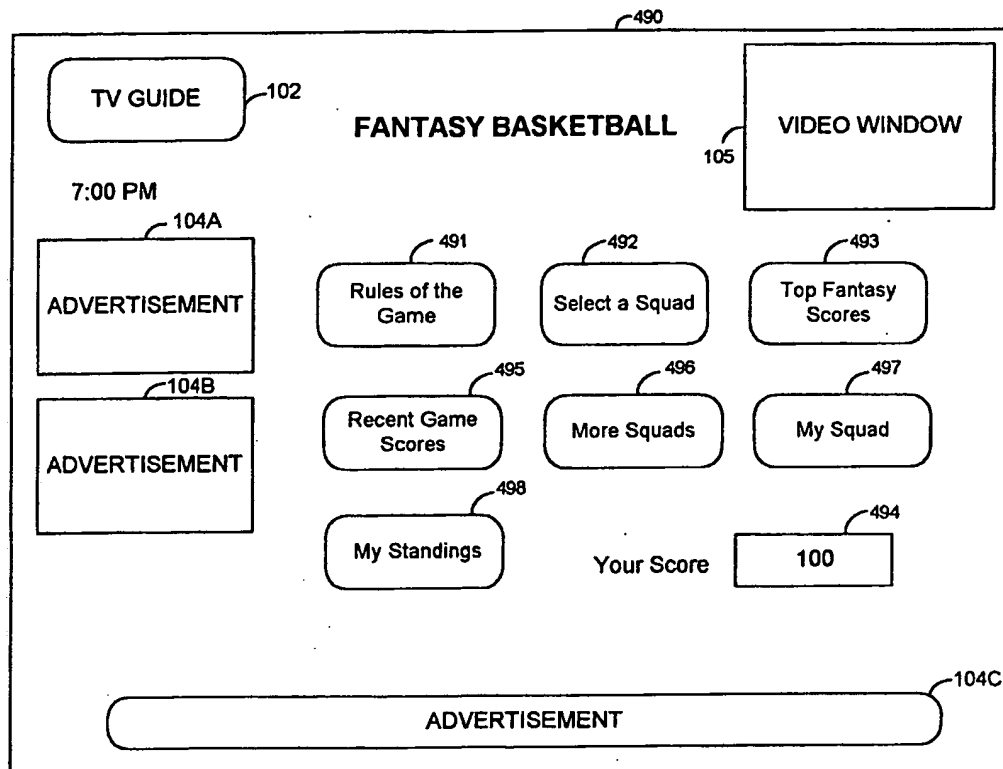 490
TV GUIDE
102
FANTASY BASKETBALL
VIDEO WINDOW
105
7:00 PM
104A
ADVERTISEMENT
491
Rules of the
Game
492
Select a Squad
493
Top Fantasy
Scores
104B
ADVERTISEMENT
495
Recent Game
Scores
496
More Squads
497
My Squad
498
My Standings
Your Score
494
100
104C
ADVERTISEMENT